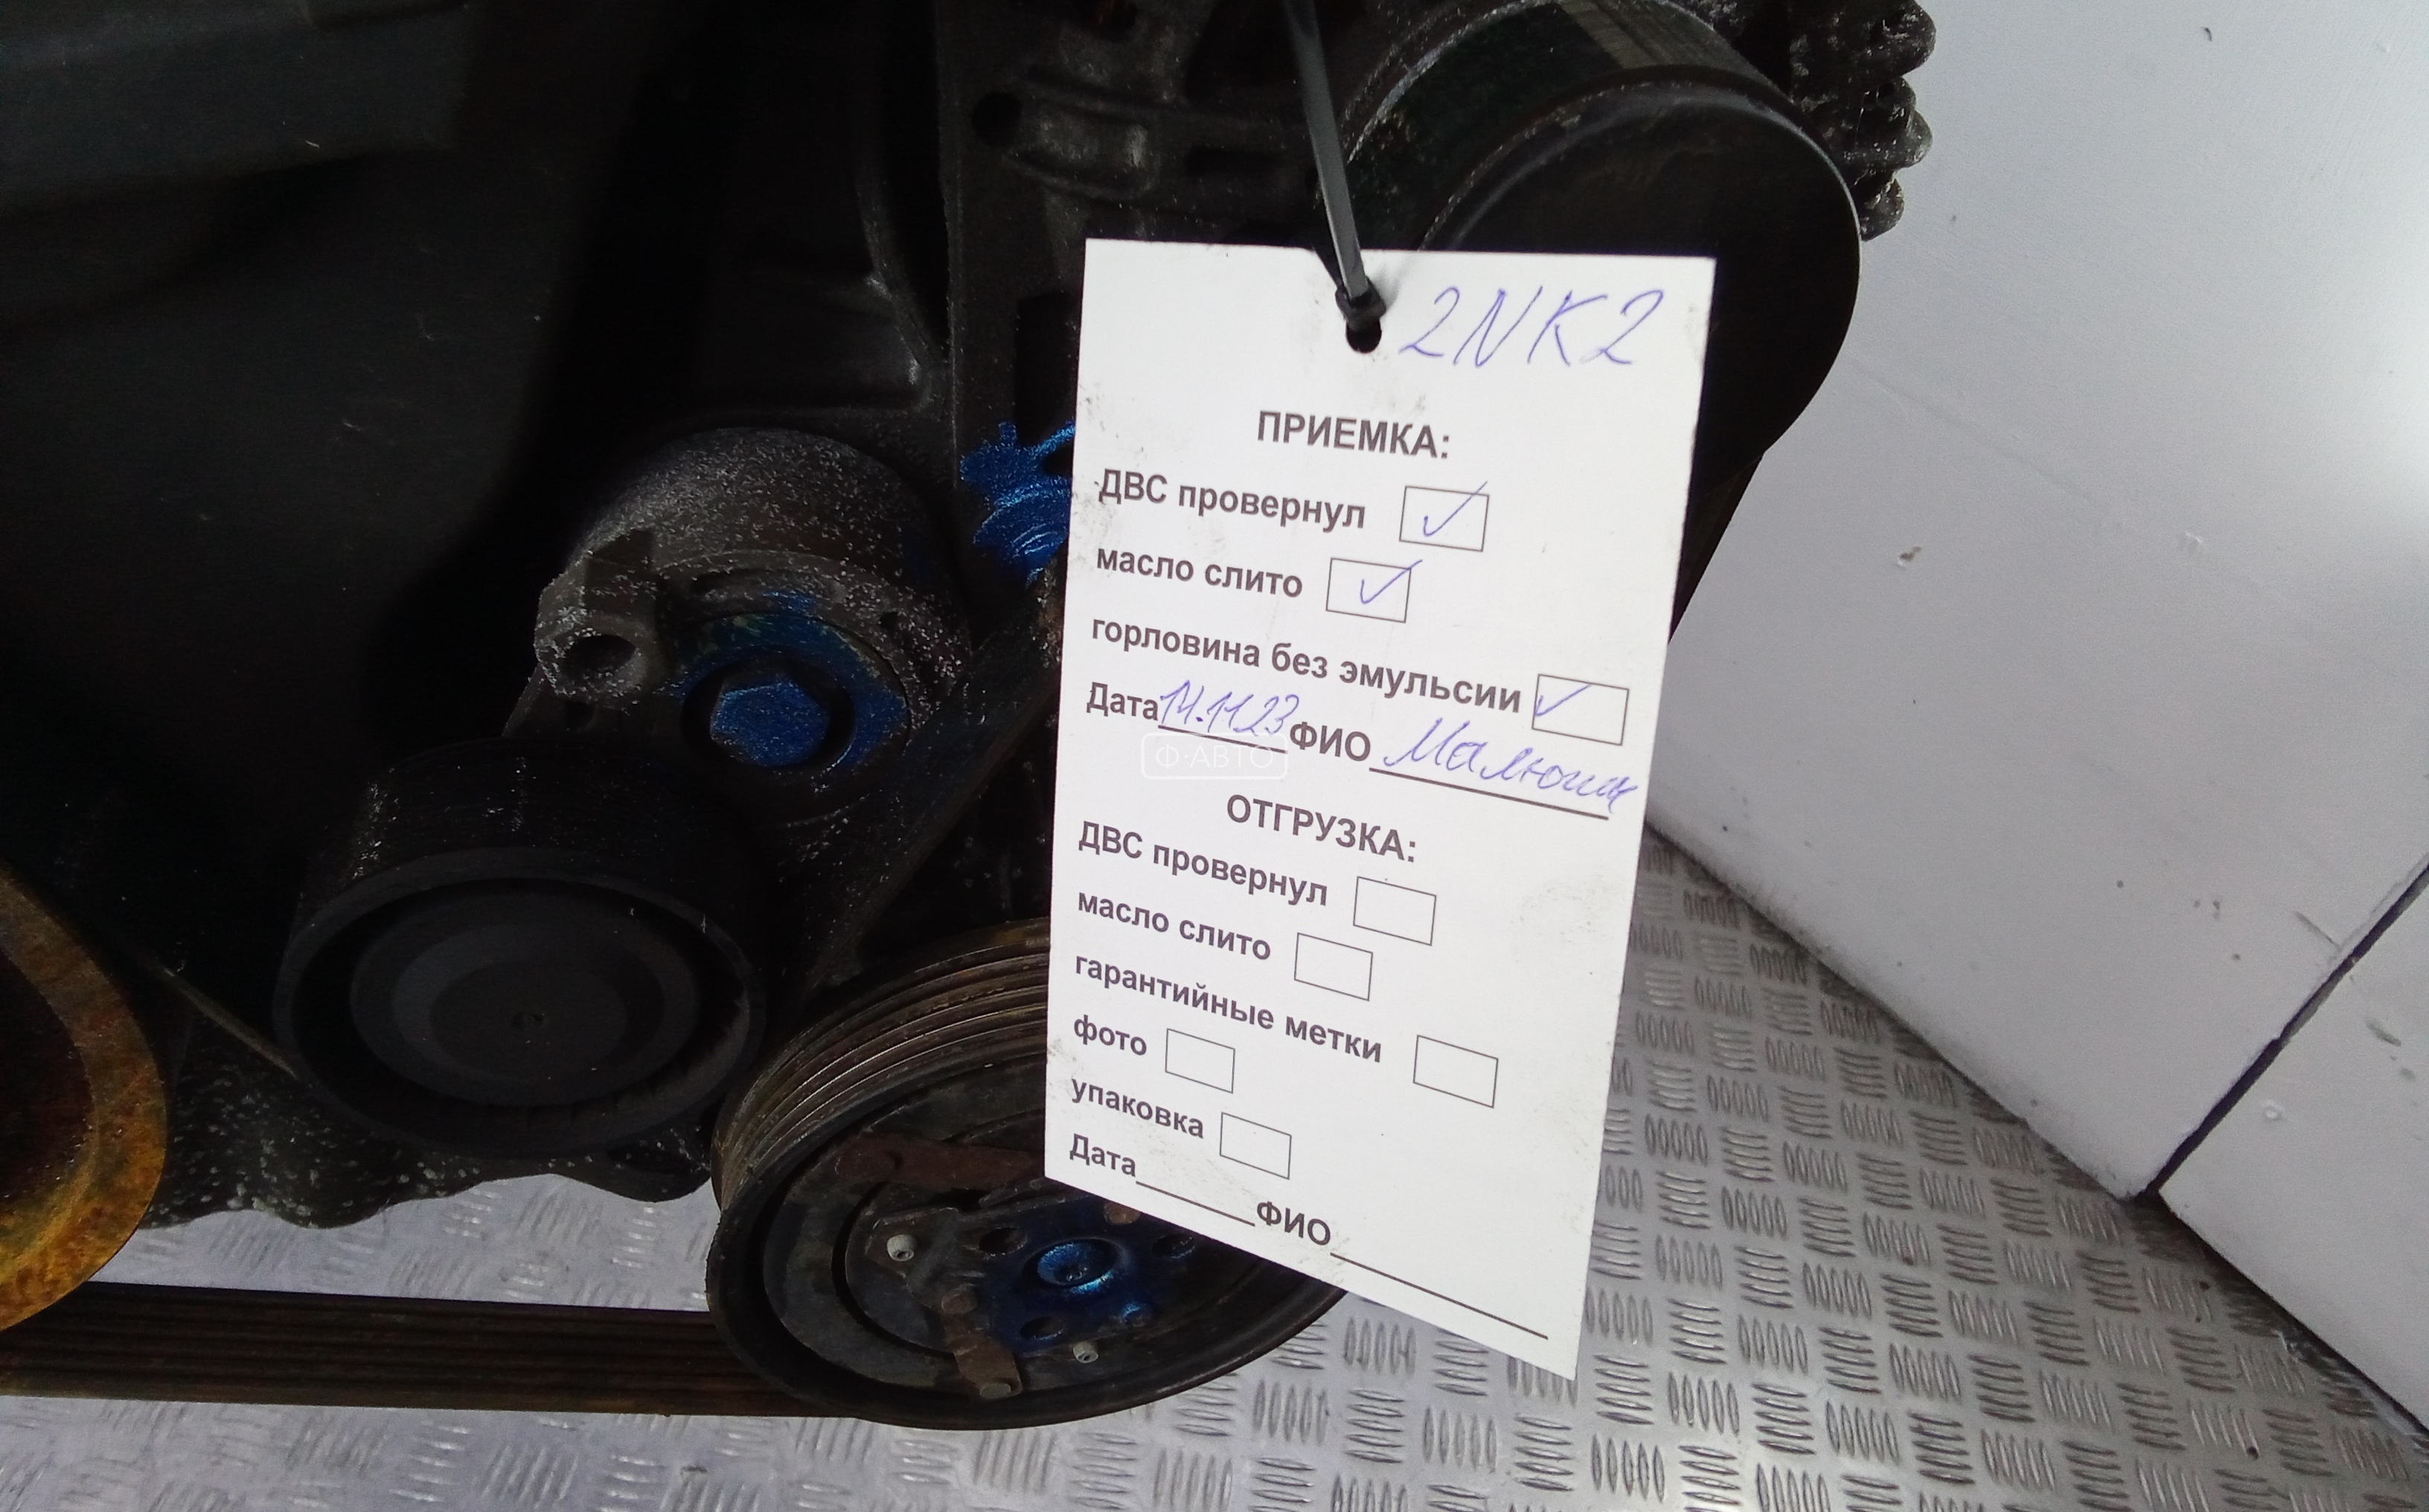 2NK2
ПРИЕМКА:
ДВС провернул
масло слито
горловина без эмульсии
Дата 14.11.23 ФИО
Ф·АВТО
ОТГРУЗКА:
ДВС провернул
масло слито
гарантийные метки
фото
упаковка
Дата ФИО